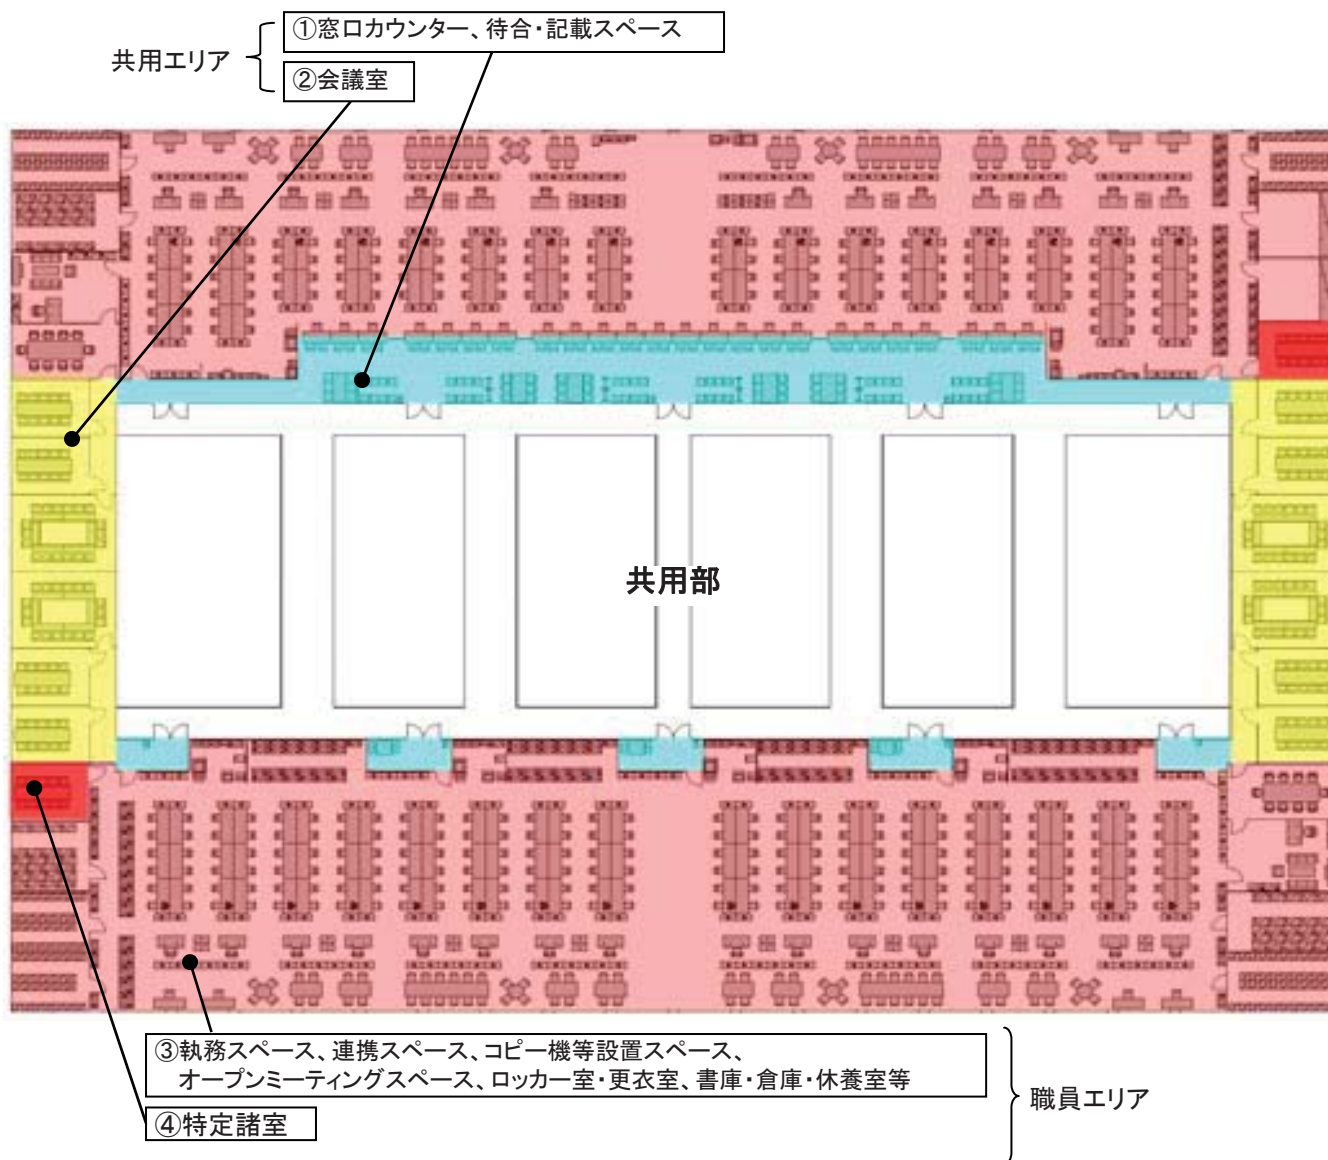 ①窓口カウンター、待合・記載スペース
共用エリア
②会議室
共用部
③執務スペース、連携スペース、コピー機等設置スペース、
オープンミーティングスペース、ロッカー室・更衣室、書庫・倉庫・休養室等
職員エリア
④特定諸室